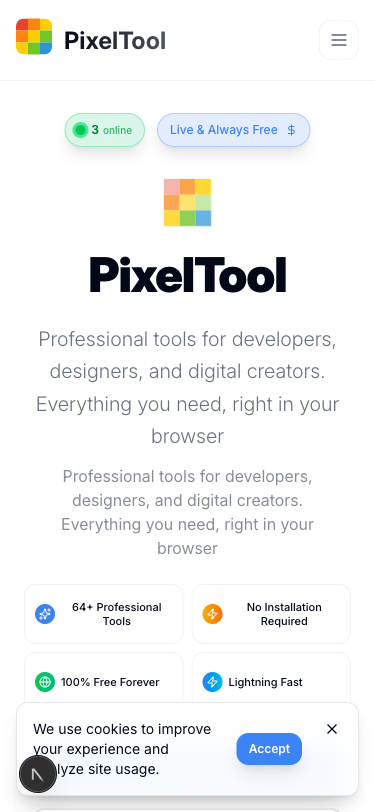 PixelTool
3 online
Live & Always Free
PixelTool
Professional tools for developers,
designers, and digital creators.
Everything you need, right in your
browser
Professional tools for developers,
designers, and digital creators.
Everything you need, right in your
browser
64+ Professional
Tools
No Installation
Required
100% Free Forever
Lightning Fast
We use cookies to improve
your experience and
lyze site usage.
Accept